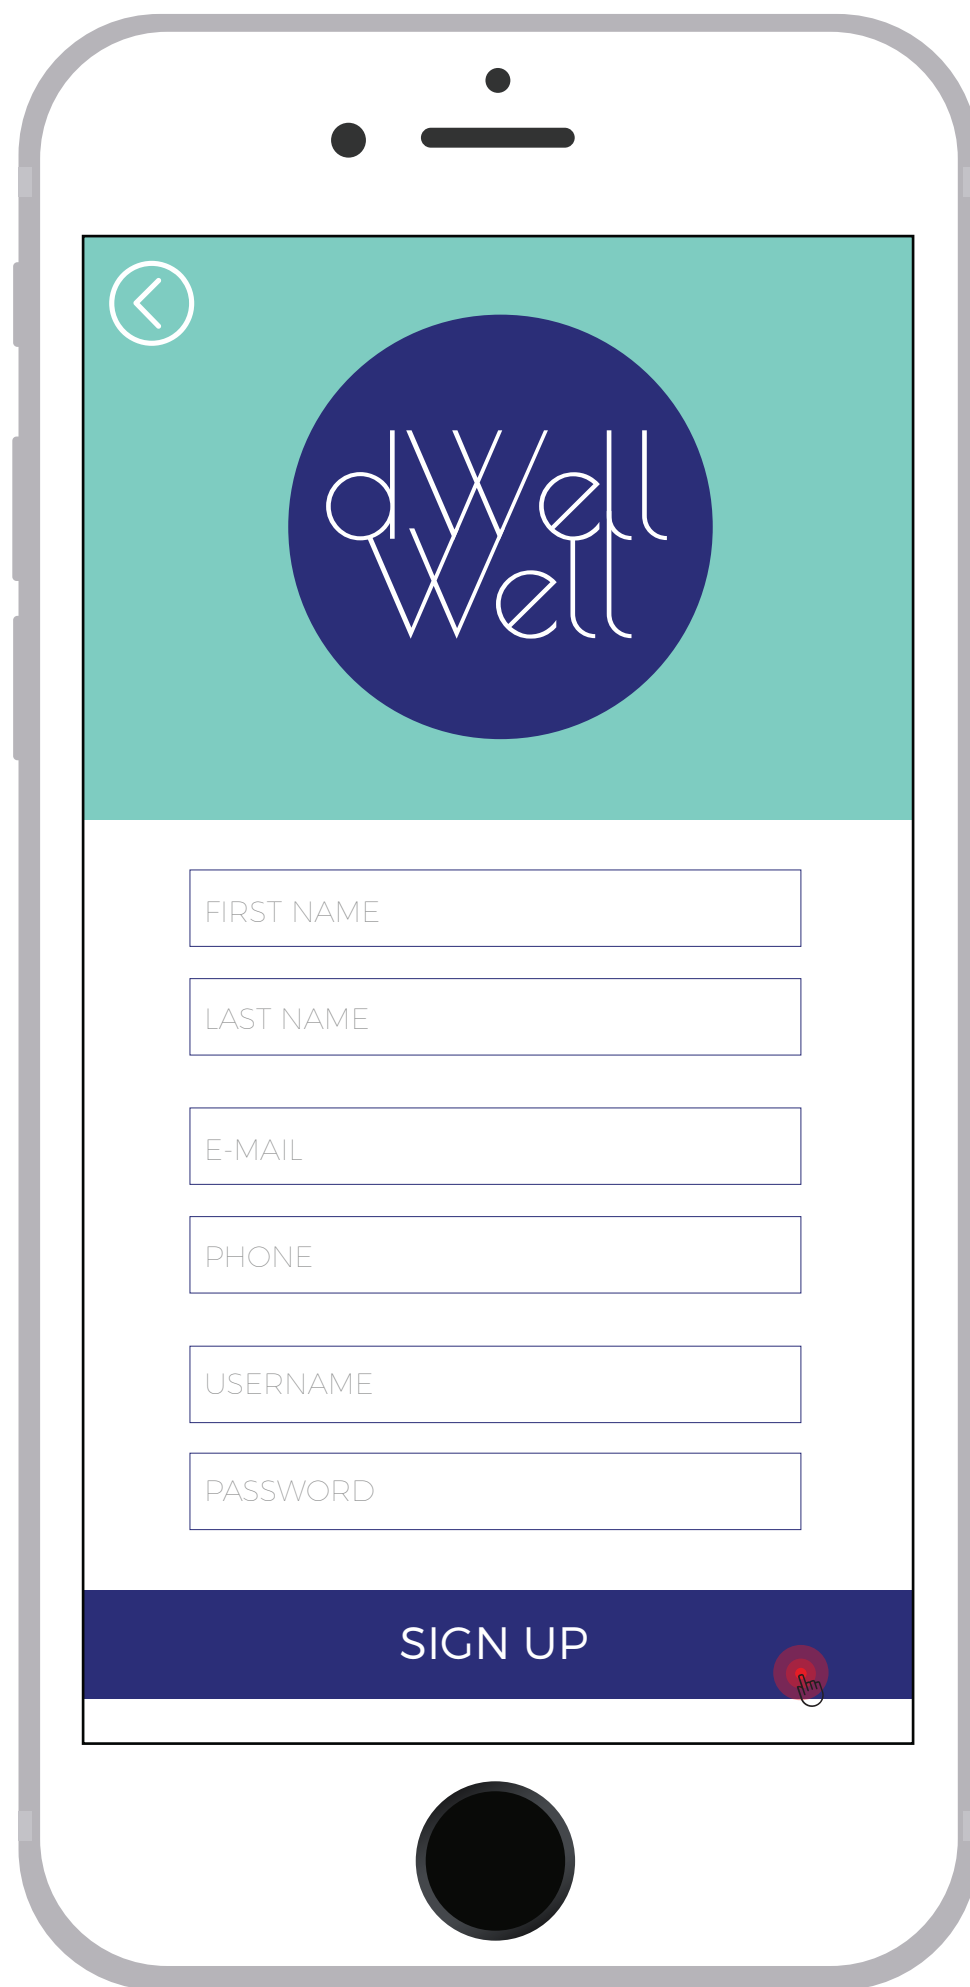 dWell
Well
FIRST NAME
LAST NAME
E-MAIL
PHONE
USERNAME
PASSWORD
SIGN UP